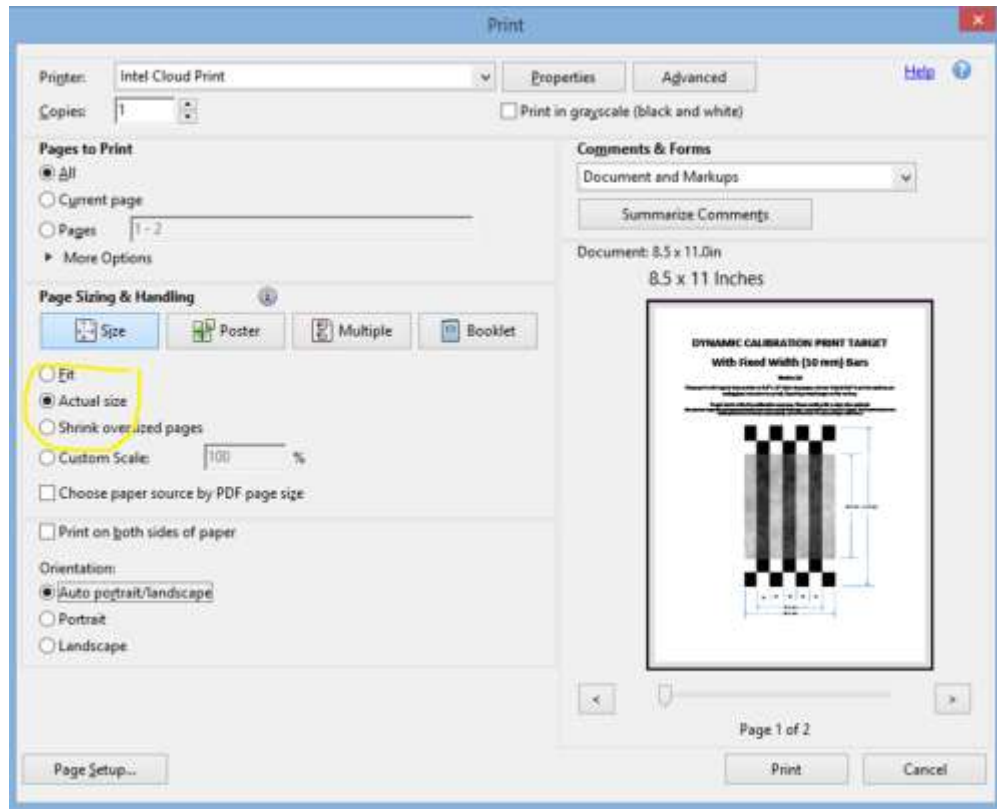 Print
Printer: Intel Cloud Print Properties Advanced Help
Copies: 1 Print in grayscale (black and white)
Pages to Print
All
Current page
Pages 1 - 2
More Options
Comments & Forms
Document and Markups
Summarize Comments
Document: 8.5 x 11.0in
8.5 x 11 Inches
Page Sizing & Handling
Size Poster Multiple Booklet
Fit
Actual size
Shrink oversized pages
Custom Scale: 100 %
Choose paper source by PDF page size
Print on both sides of paper
Orientation:
Auto portrait/landscape
Portrait
Landscape
DYNAMIC CALIBRATION PRINT TARGET
With Fixed Width (10 mm) Bars
< >
Page 1 of 2
Page Setup... Print Cancel